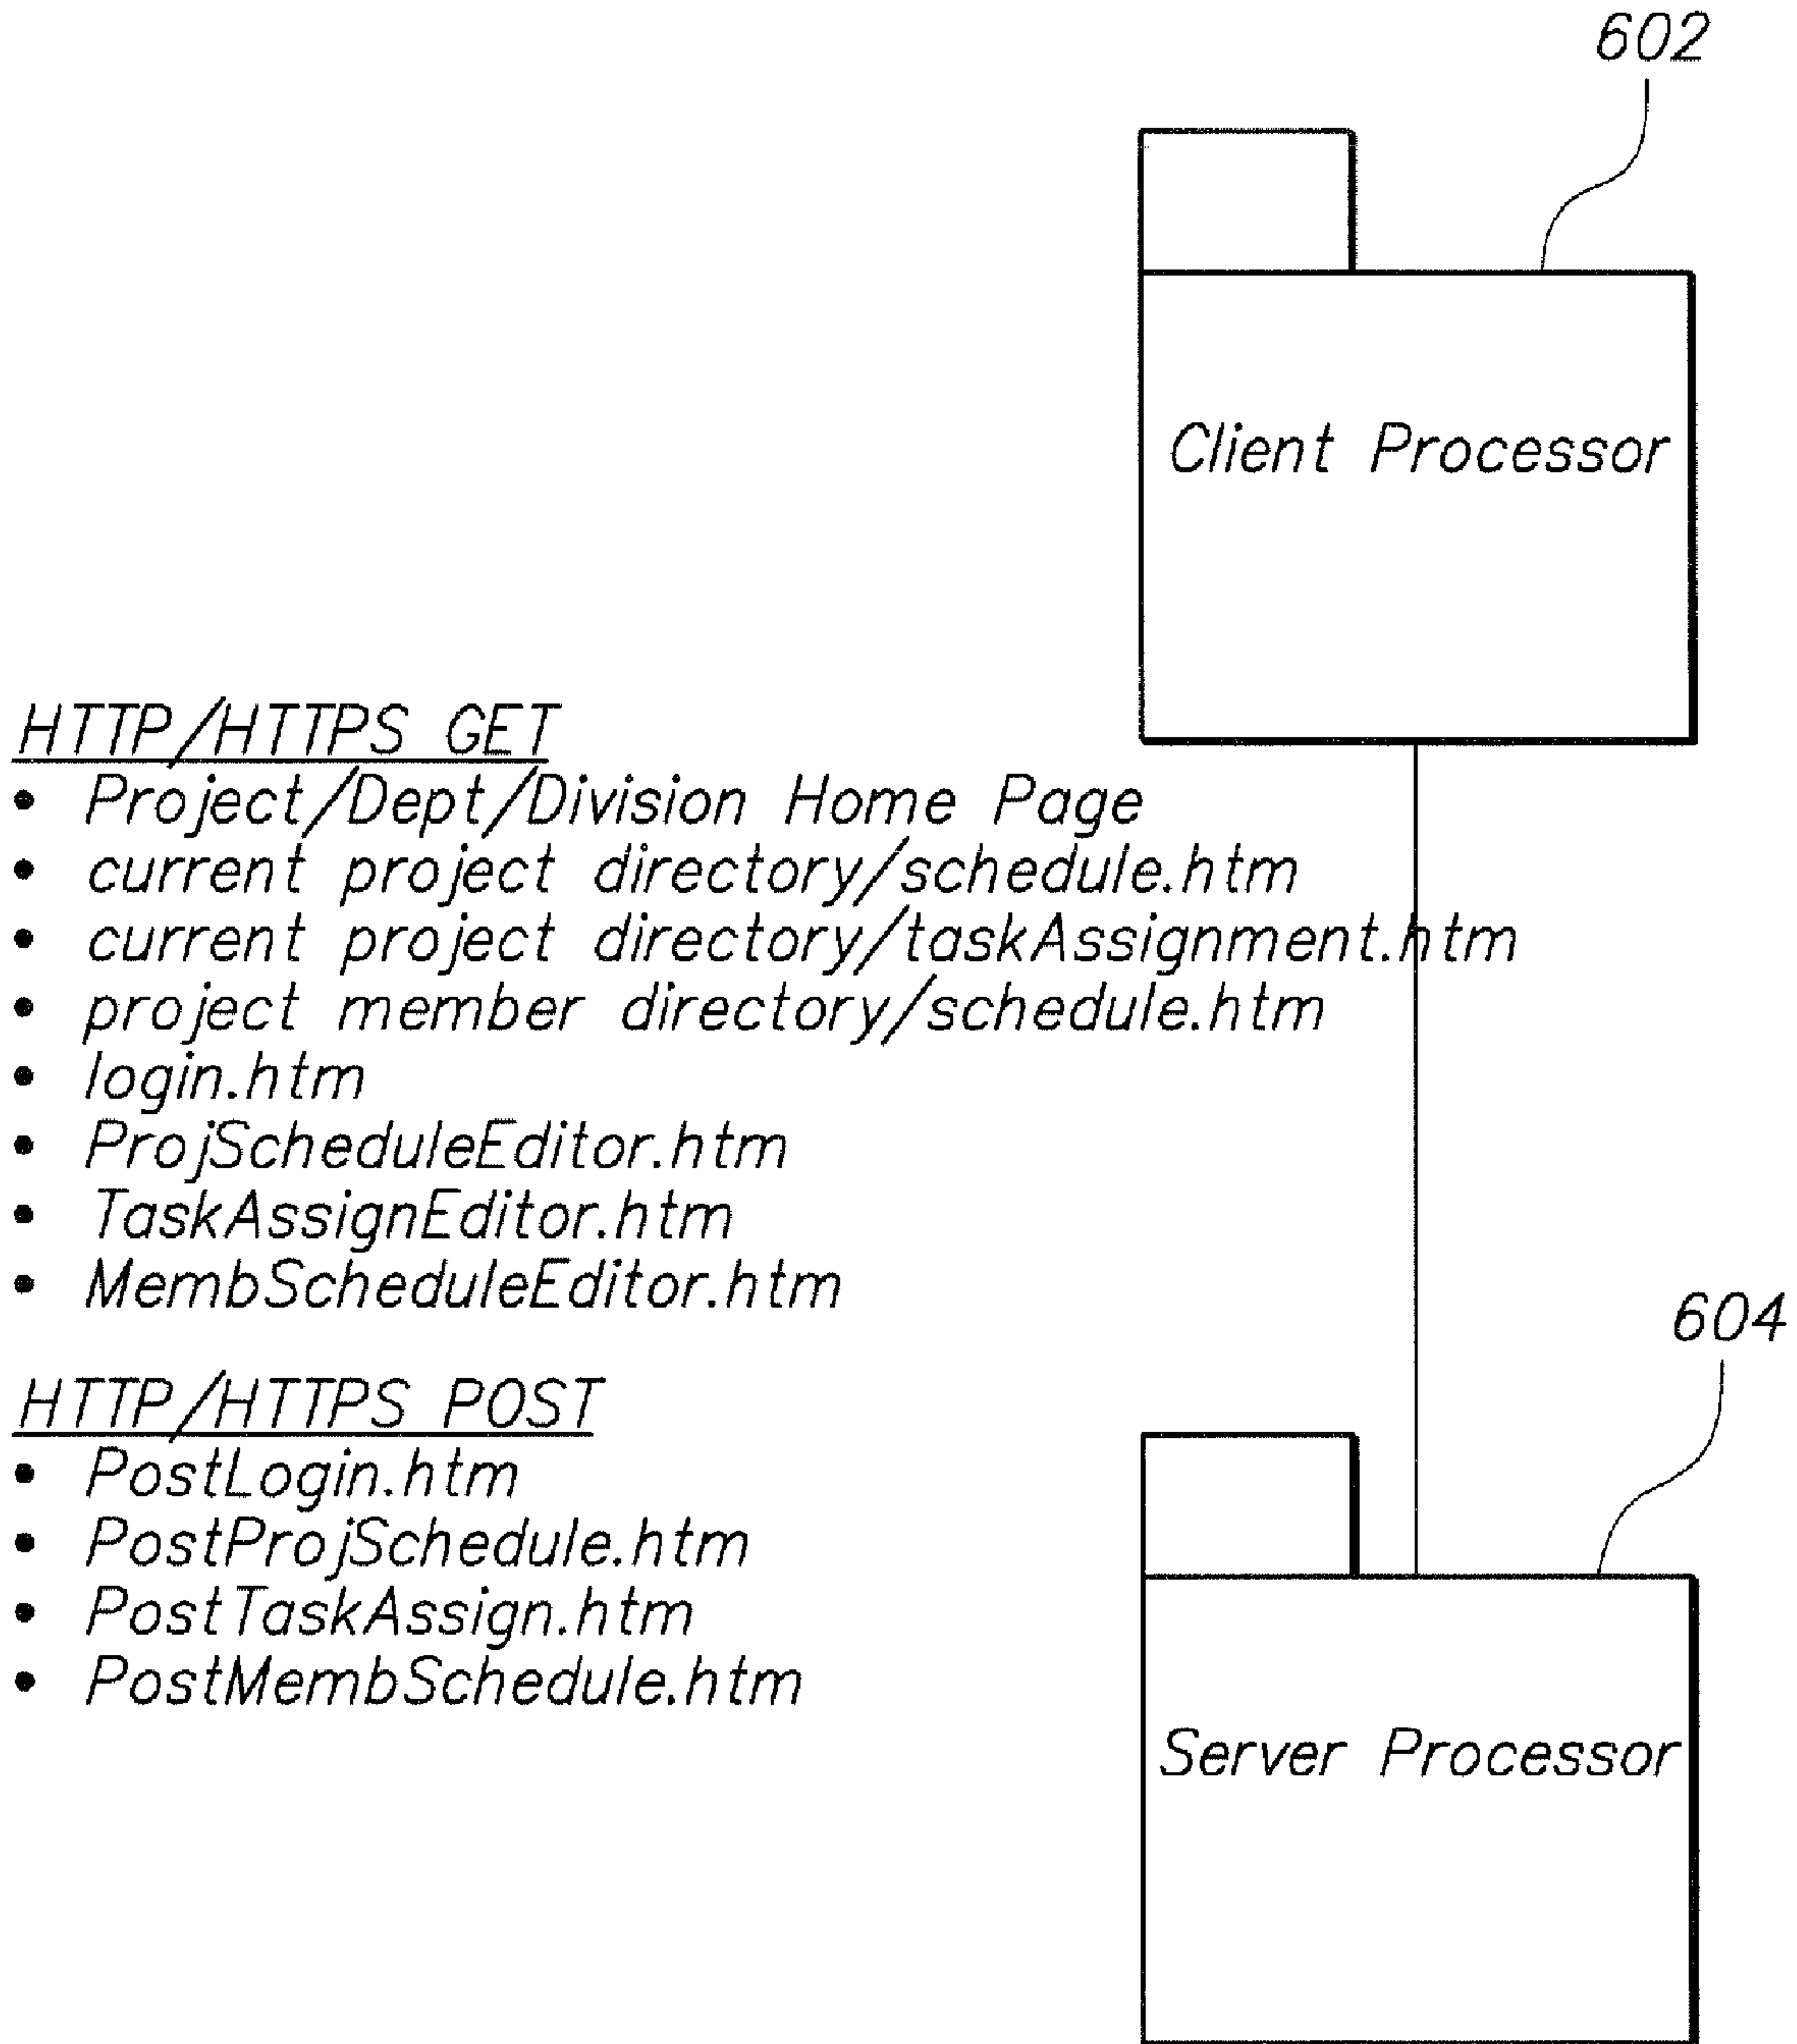 602
Client Processor
HTTP/HTTPS GET
• Project/Dept/Division Home Page
• current project directory/schedule.htm
• current project directory/taskAssignment.htm
• project member directory/schedule.htm
• login.htm
• ProjScheduleEditor.htm
• TaskAssignEditor.htm
• MembScheduleEditor.htm
604
HTTP/HTTPS POST
• PostLogin.htm
• PostProjSchedule.htm
• PostTaskAssign.htm
• PostMembSchedule.htm
Server Processor